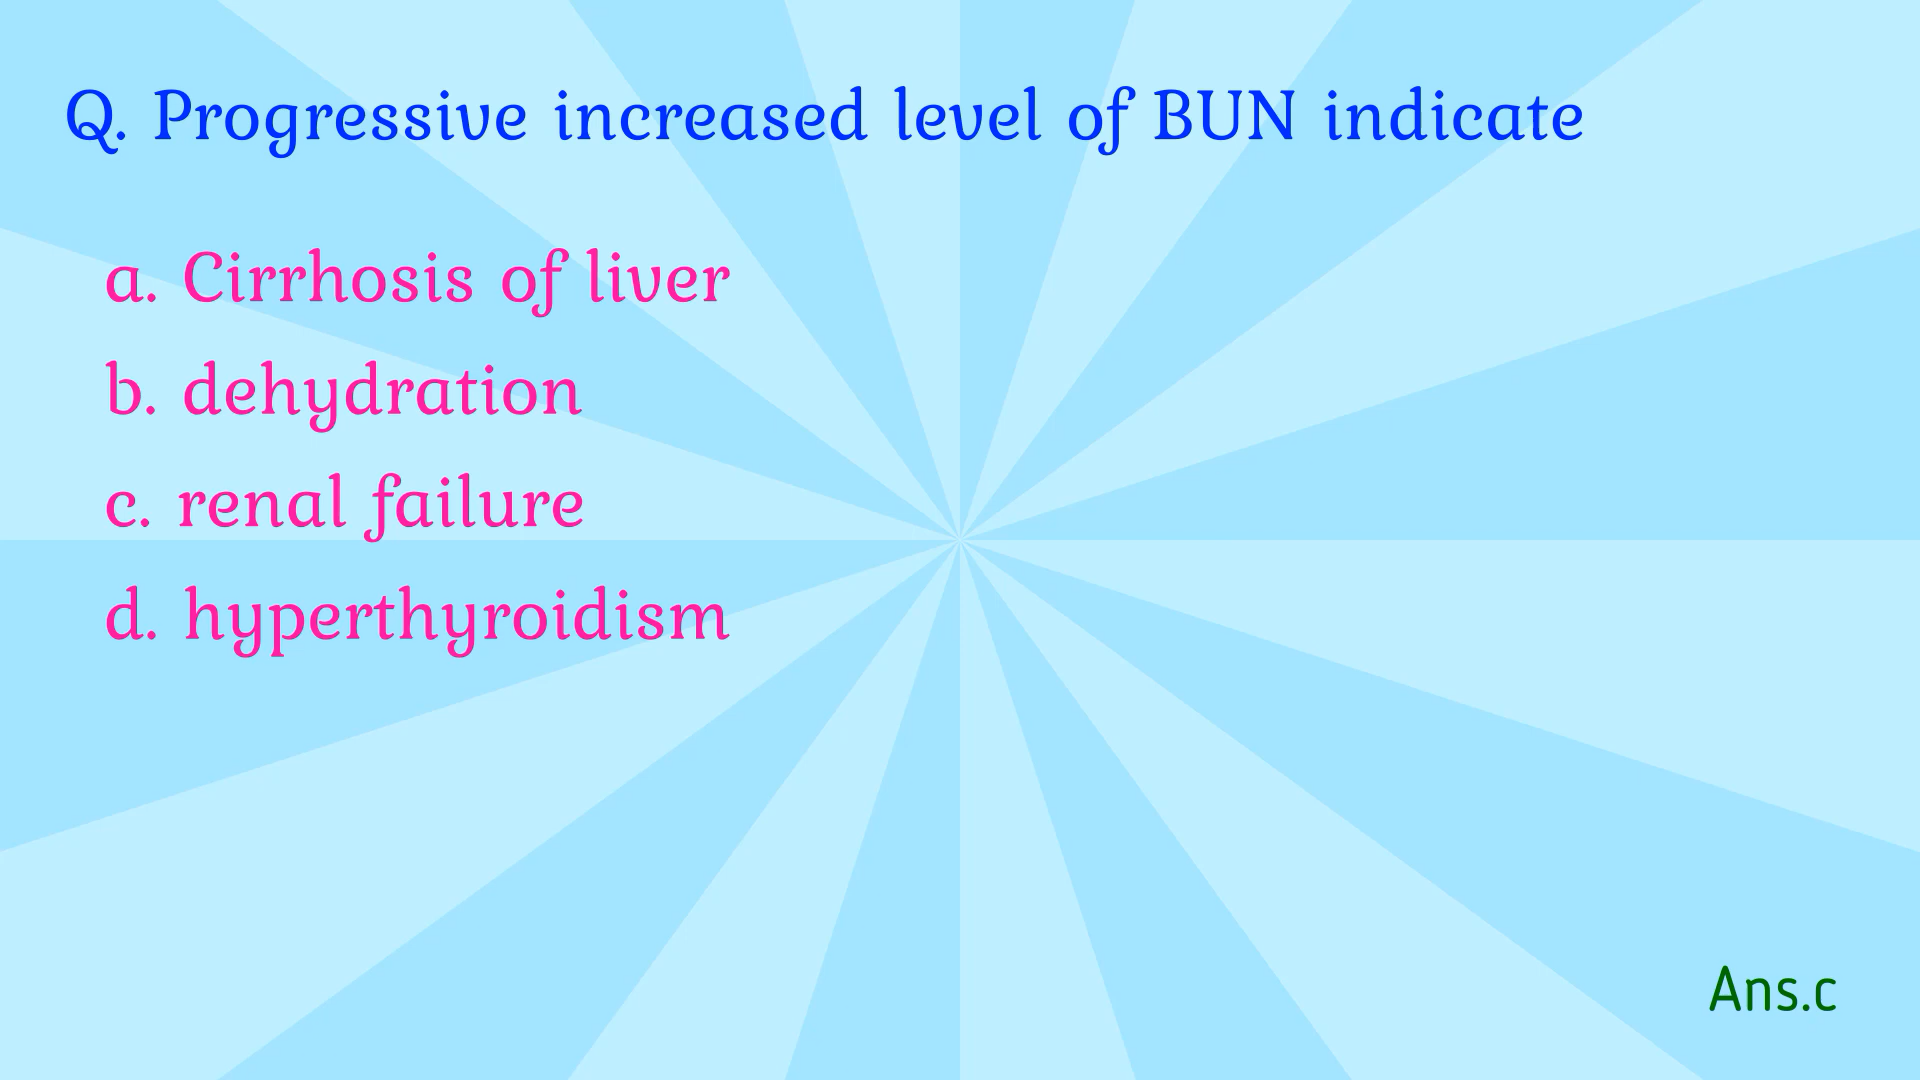 Q. Progressive increased level of BUN indicate
a. Cirrhosis of liver
b. dehydration
c. renal failure
d. hyperthyroidism
Ans.c